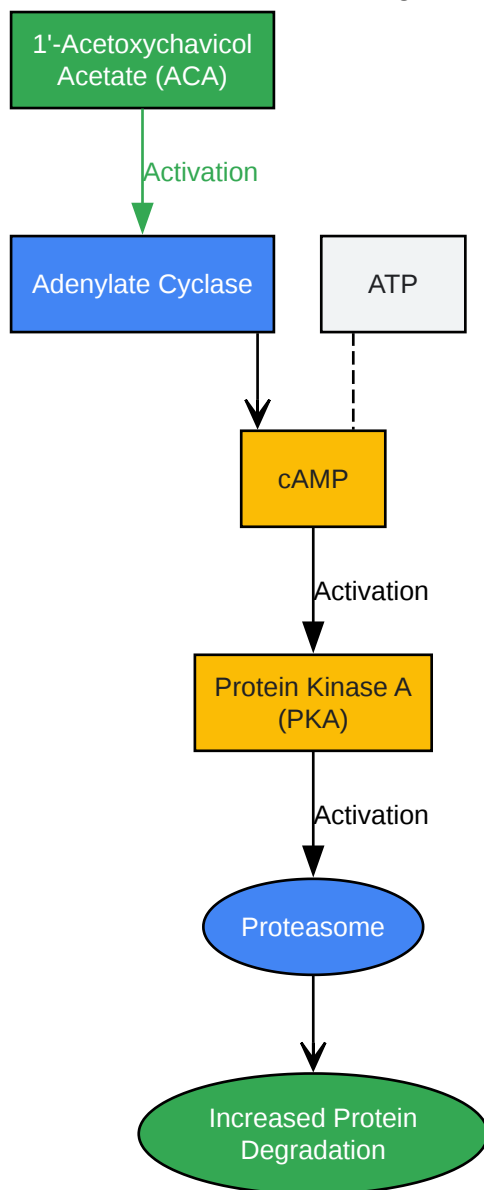 1'-Acetoxychavicol
Acetate (ACA)
Activation
Adenylate Cyclase
ATP
cAMP
Activation
Protein Kinase A
(PKA)
Activation
Proteasome
Increased Protein
Degradation